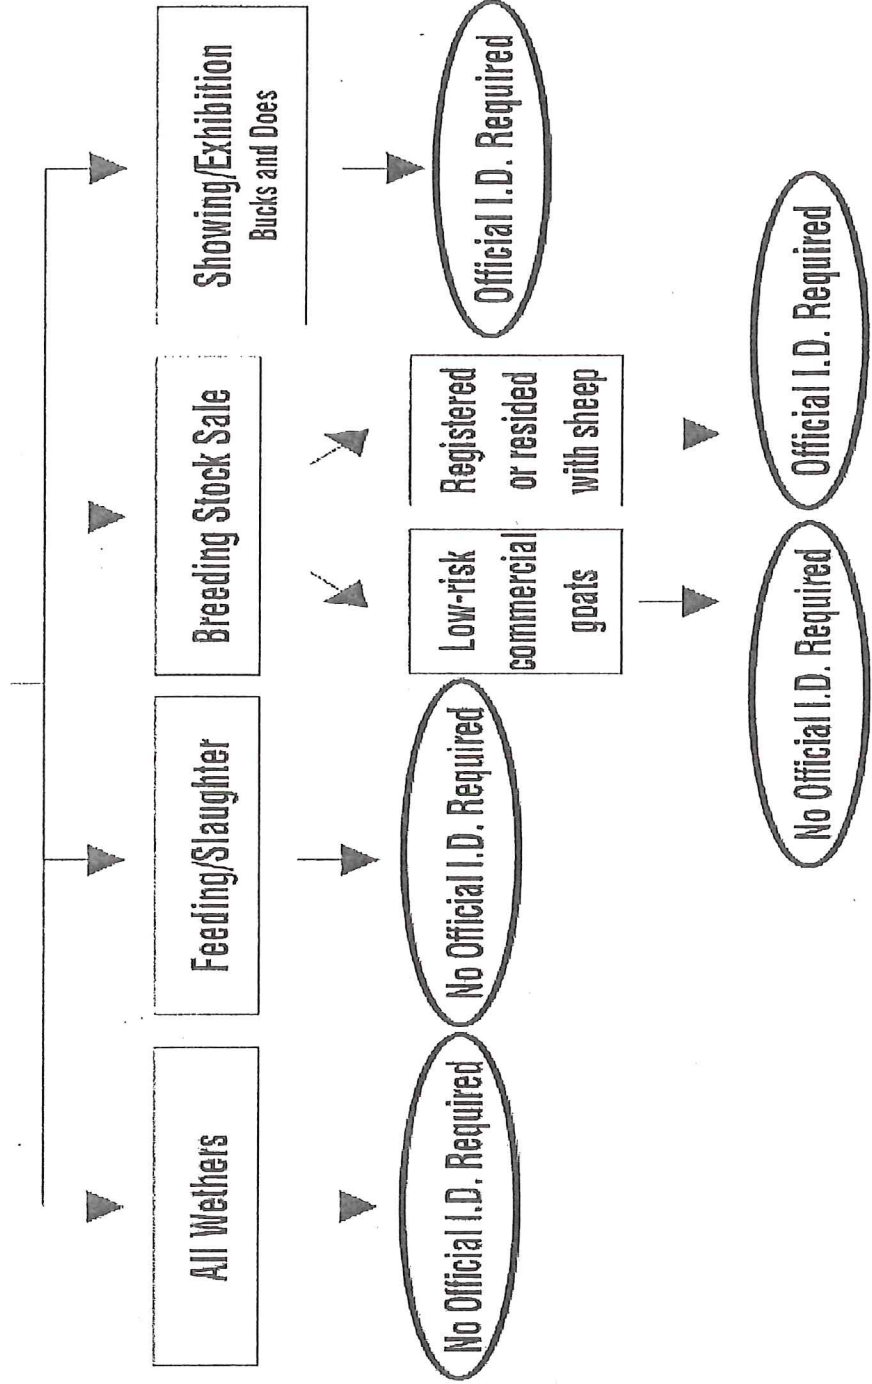 All Wethers
Feeding/Slaughter
Breeding Stock Sale
Showing/Exhibition
Bucks and Does
No Official I.D. Required
No Official I.D. Required
Low-risk
commercial
goats
Registered
or resided
with sheep
Official I.D. Required
No Official I.D. Required
Official I.D. Required